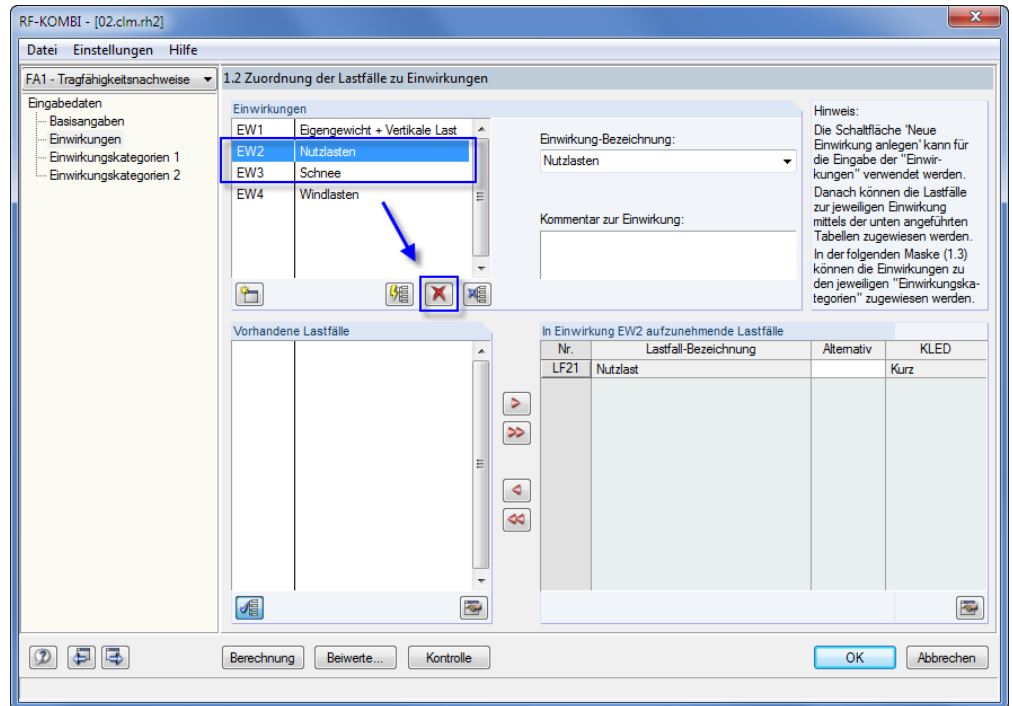 RF-KOMBI - [02.clm.rh2]
Datei Einstellungen Hilfe
FA1 - Tragfähigkeitsnachweise
Eingabedaten
Basisangaben
Einwirkungen
Einwirkungskategorien 1
Einwirkungskategorien 2
1.2 Zuordnung der Lastfälle zu Einwirkungen
Einwirkungen
EW1 Eigengewicht + Vertikale Last
EW2 Nutzlasten
EW3 Schnee
EW4 Windlasten
Einwirkung-Bezeichnung:
Nutzlasten
Kommentar zur Einwirkung:
Hinweis:
Die Schaltfläche 'Neue
Einwirkung anlegen' kann für
die Eingabe der "Einwir-
kungen" verwendet werden.
Danach können die Lastfälle
zur jeweiligen Einwirkung
mittels der unten angeführten
Tabellen zugewiesen werden.
In der folgenden Maske (1.3)
können die Einwirkungen zu
den jeweiligen "Einwirkungska-
tegorien" zugewiesen werden.
Vorhandene Lastfälle
In Einwirkung EW2 aufzunehmende Lastfälle
Nr. Lastfall-Bezeichnung Alternativ KLED
LF21 Nutzlast Kurz
Berechnung Beiwerte... Kontrolle OK Abbrechen